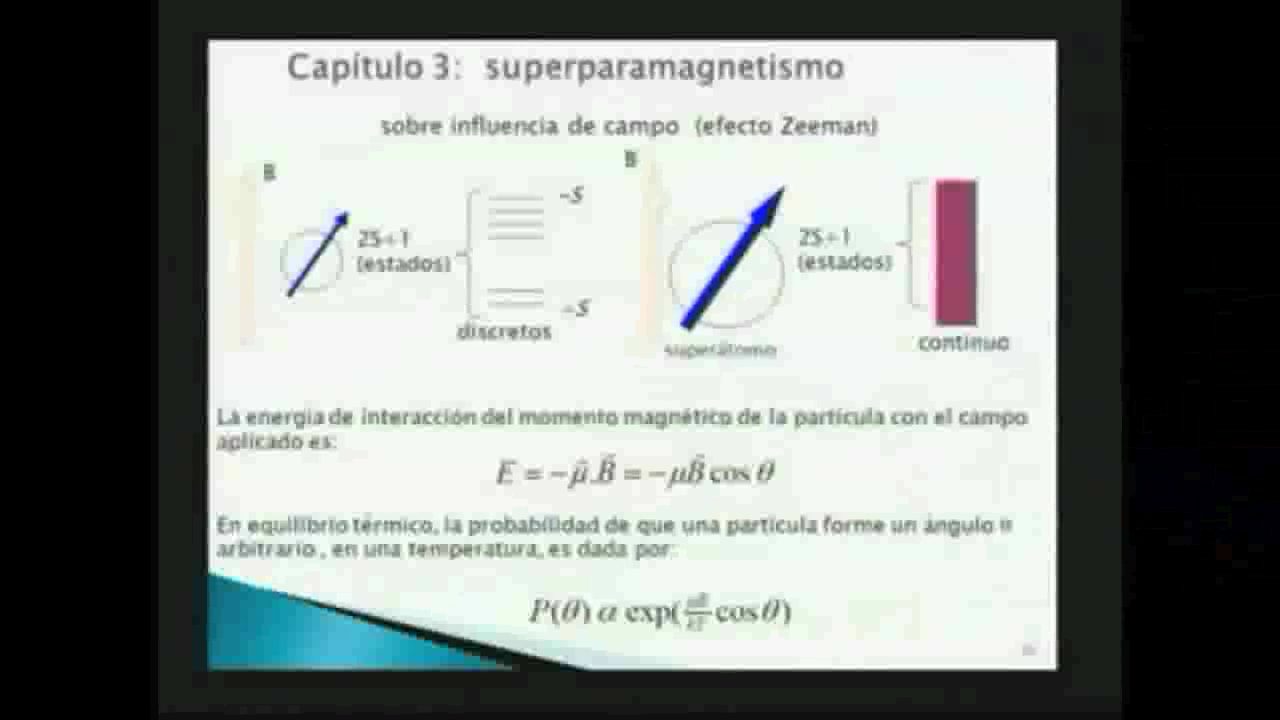 Capítulo 3: superparamagnetismo
sobre influencia de campo (efecto Zeeman)
B
2S+1
(estados)
-S
-S
discretos
B
superátomo
2S+1
(estados)
continuo
La energía de interacción del momento magnético de la partícula con el campo
aplicado es:
E = -μ⃗.B⃗ = -μB⃗ cos θ
En equilibrio térmico, la probabilidad de que una partícula forme un ángulo
arbitrario , en una temperatura, es dada por:
P(θ) α exp(μB/kT cos θ)